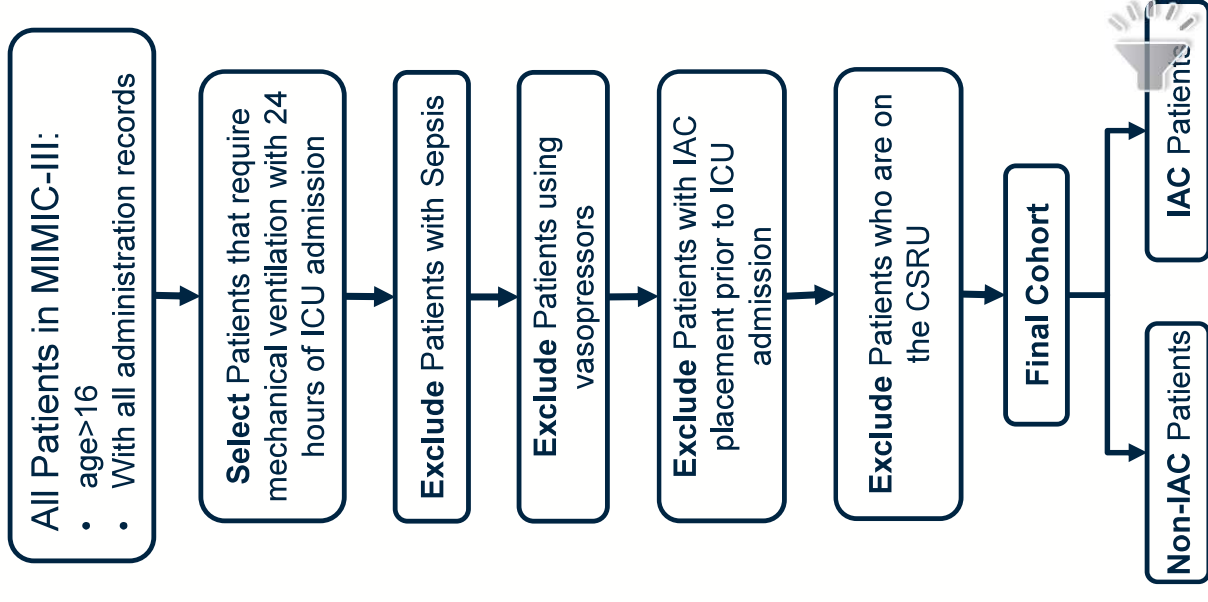 All Patients in MIMIC-III:
• age>16
• With all administration records
Select Patients that require
mechanical ventilation with 24
hours of ICU admission
Exclude Patients with Sepsis
Exclude Patients using
vasopressors
Exclude Patients with IAC
placement prior to ICU
admission
Exclude Patients who are on
the CSRU
Final Cohort
Non-IAC Patients
IAC Patients